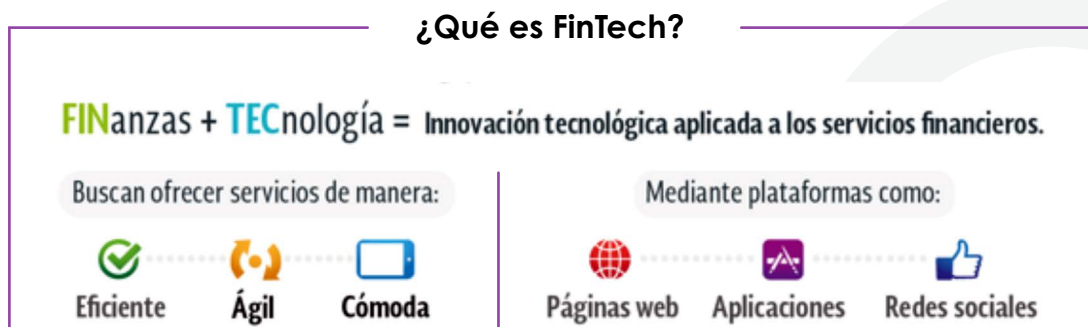 ¿Qué es FinTech?
FINanzas + TECnología = Innovación tecnológica aplicada a los servicios financieros.
Buscan ofrecer servicios de manera:
Eficiente Ágil Cómoda
Mediante plataformas como:
Páginas web Aplicaciones Redes sociales